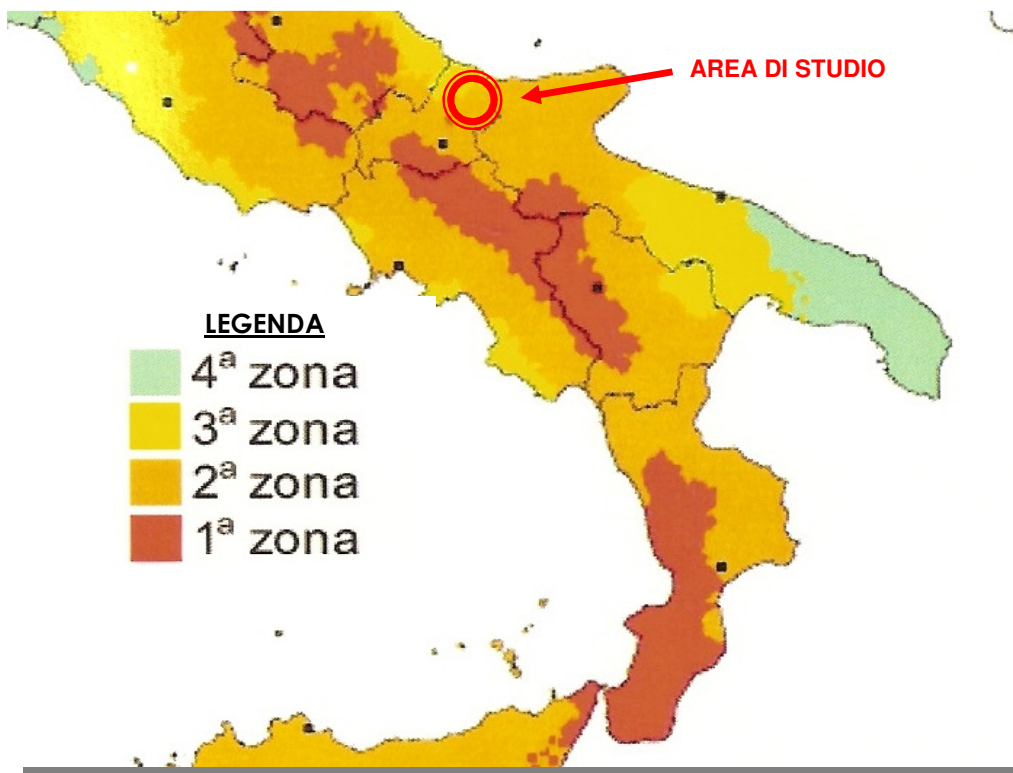 AREA DI STUDIO
LEGENDA
4ª zona
3ª zona
2ª zona
1ª zona